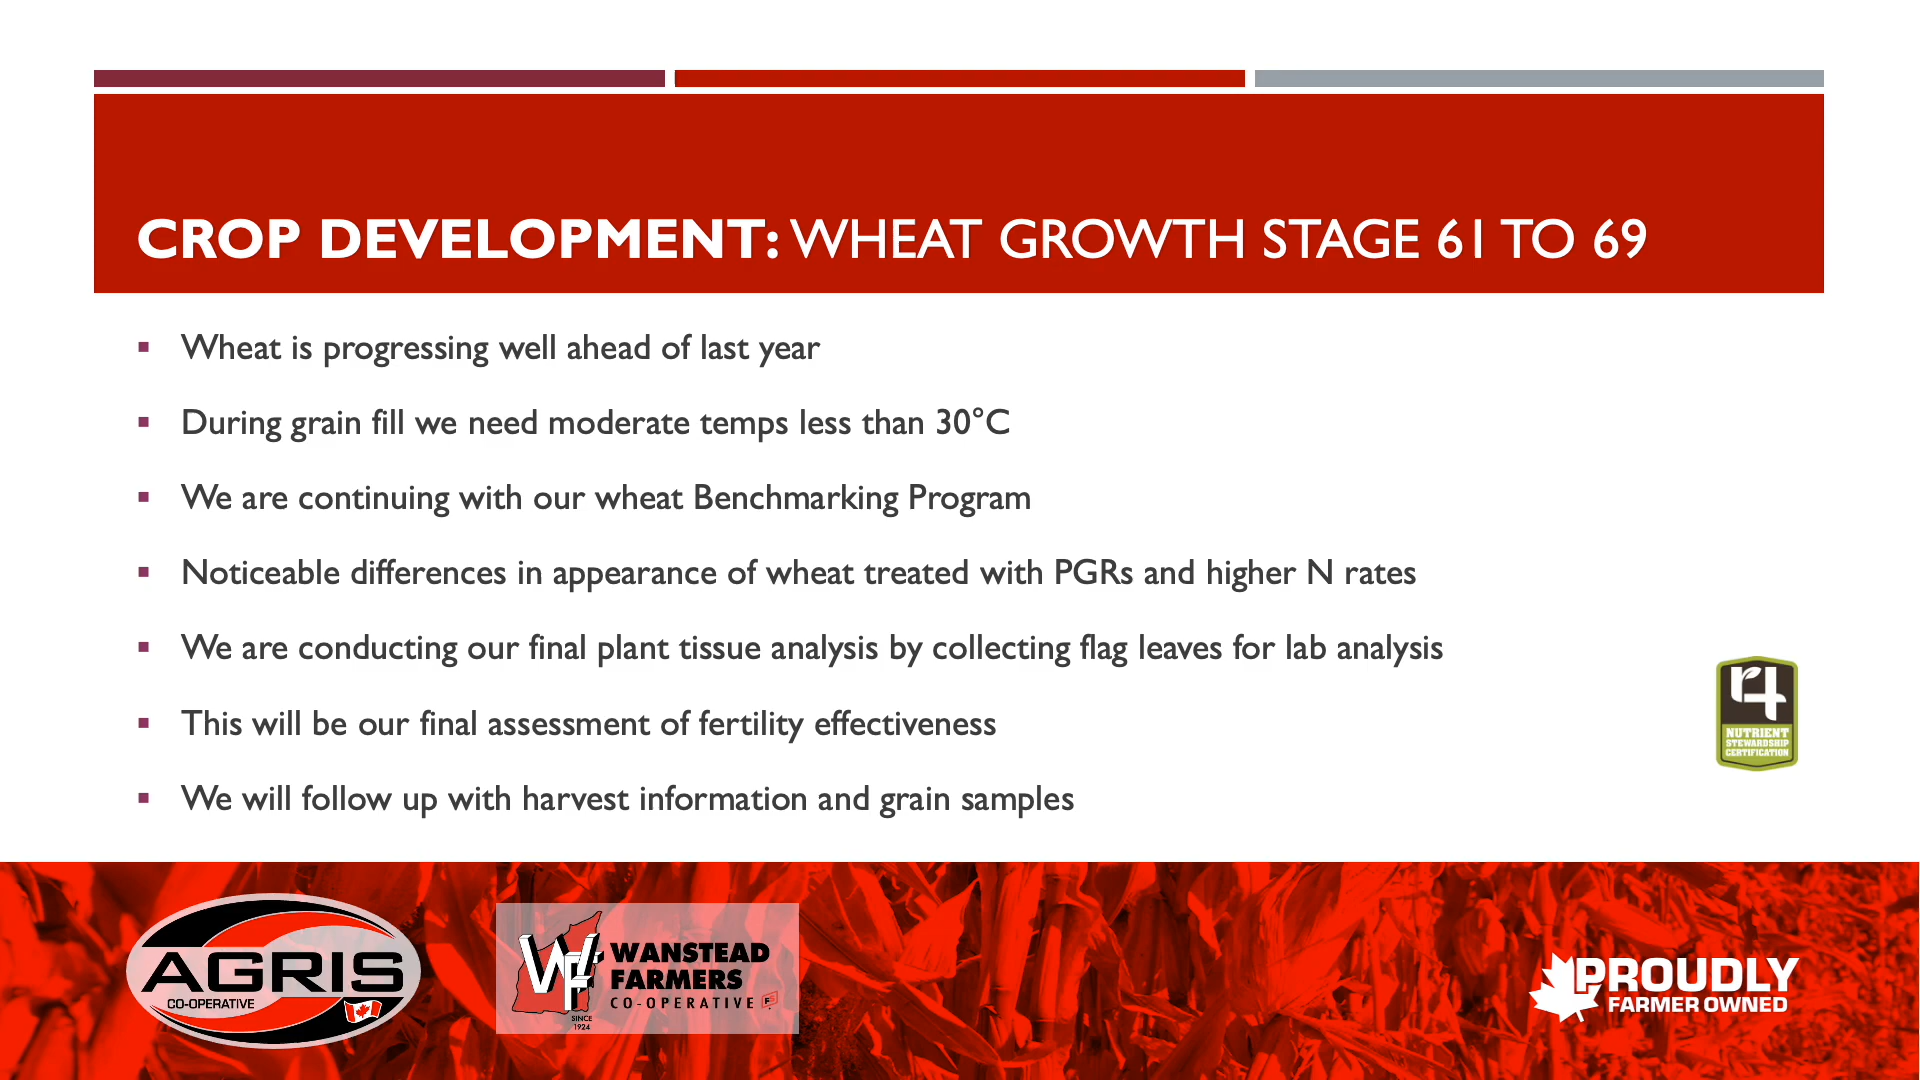 CROP DEVELOPMENT: WHEAT GROWTH STAGE 61 TO 69
▪ Wheat is progressing well ahead of last year
▪ During grain fill we need moderate temps less than 30°C
▪ We are continuing with our wheat Benchmarking Program
▪ Noticeable differences in appearance of wheat treated with PGRs and higher N rates
▪ We are conducting our final plant tissue analysis by collecting flag leaves for lab analysis
▪ This will be our final assessment of fertility effectiveness
▪ We will follow up with harvest information and grain samples
r4
NUTRIENT
STEWARDSHIP
CERTIFICATION
AGRIS
CO-OPERATIVE
WF
SINCE
1924
WANSTEAD
FARMERS
CO-OPERATIVE FS
PROUDLY
FARMER OWNED